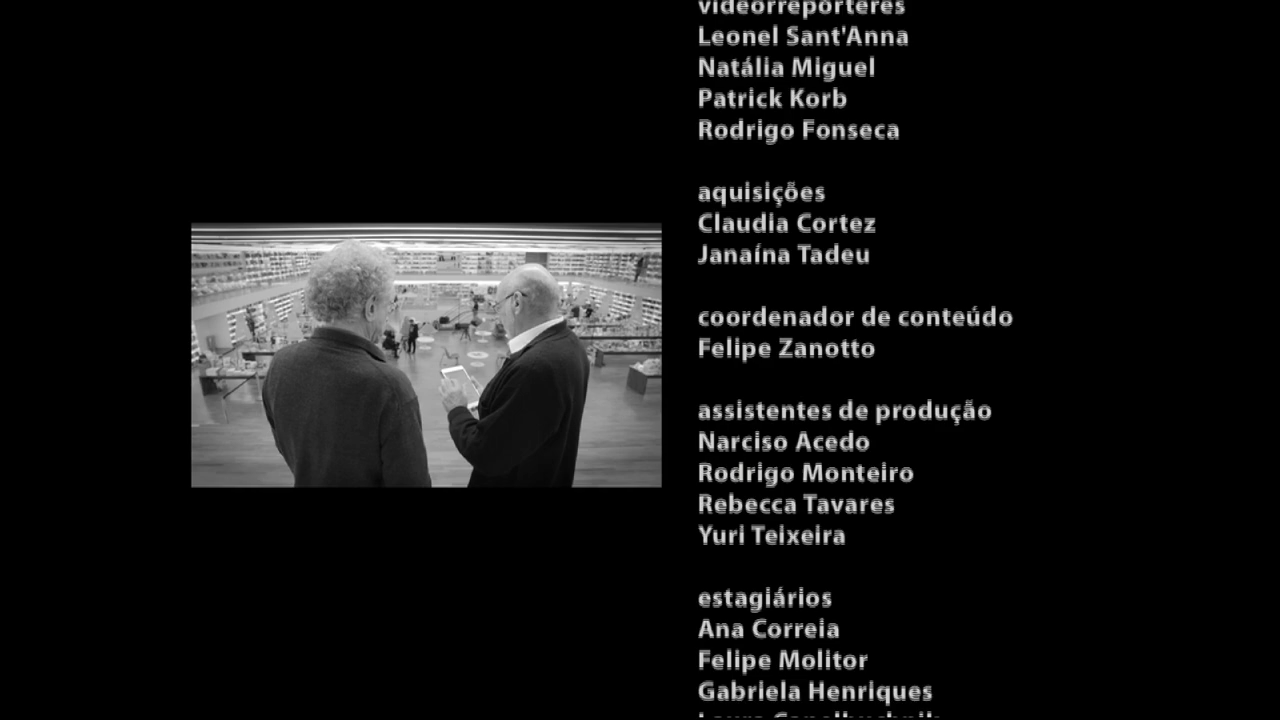 videorrepórteres
Leonel Sant'Anna
Natália Miguel
Patrick Korb
Rodrigo Fonseca
aquisições
Claudia Cortez
Janaína Tadeu
coordenador de conteúdo
Felipe Zanotto
assistentes de produção
Narciso Acedo
Rodrigo Monteiro
Rebecca Tavares
Yuri Teixeira
estagiários
Ana Correia
Felipe Molitor
Gabriela Henriques